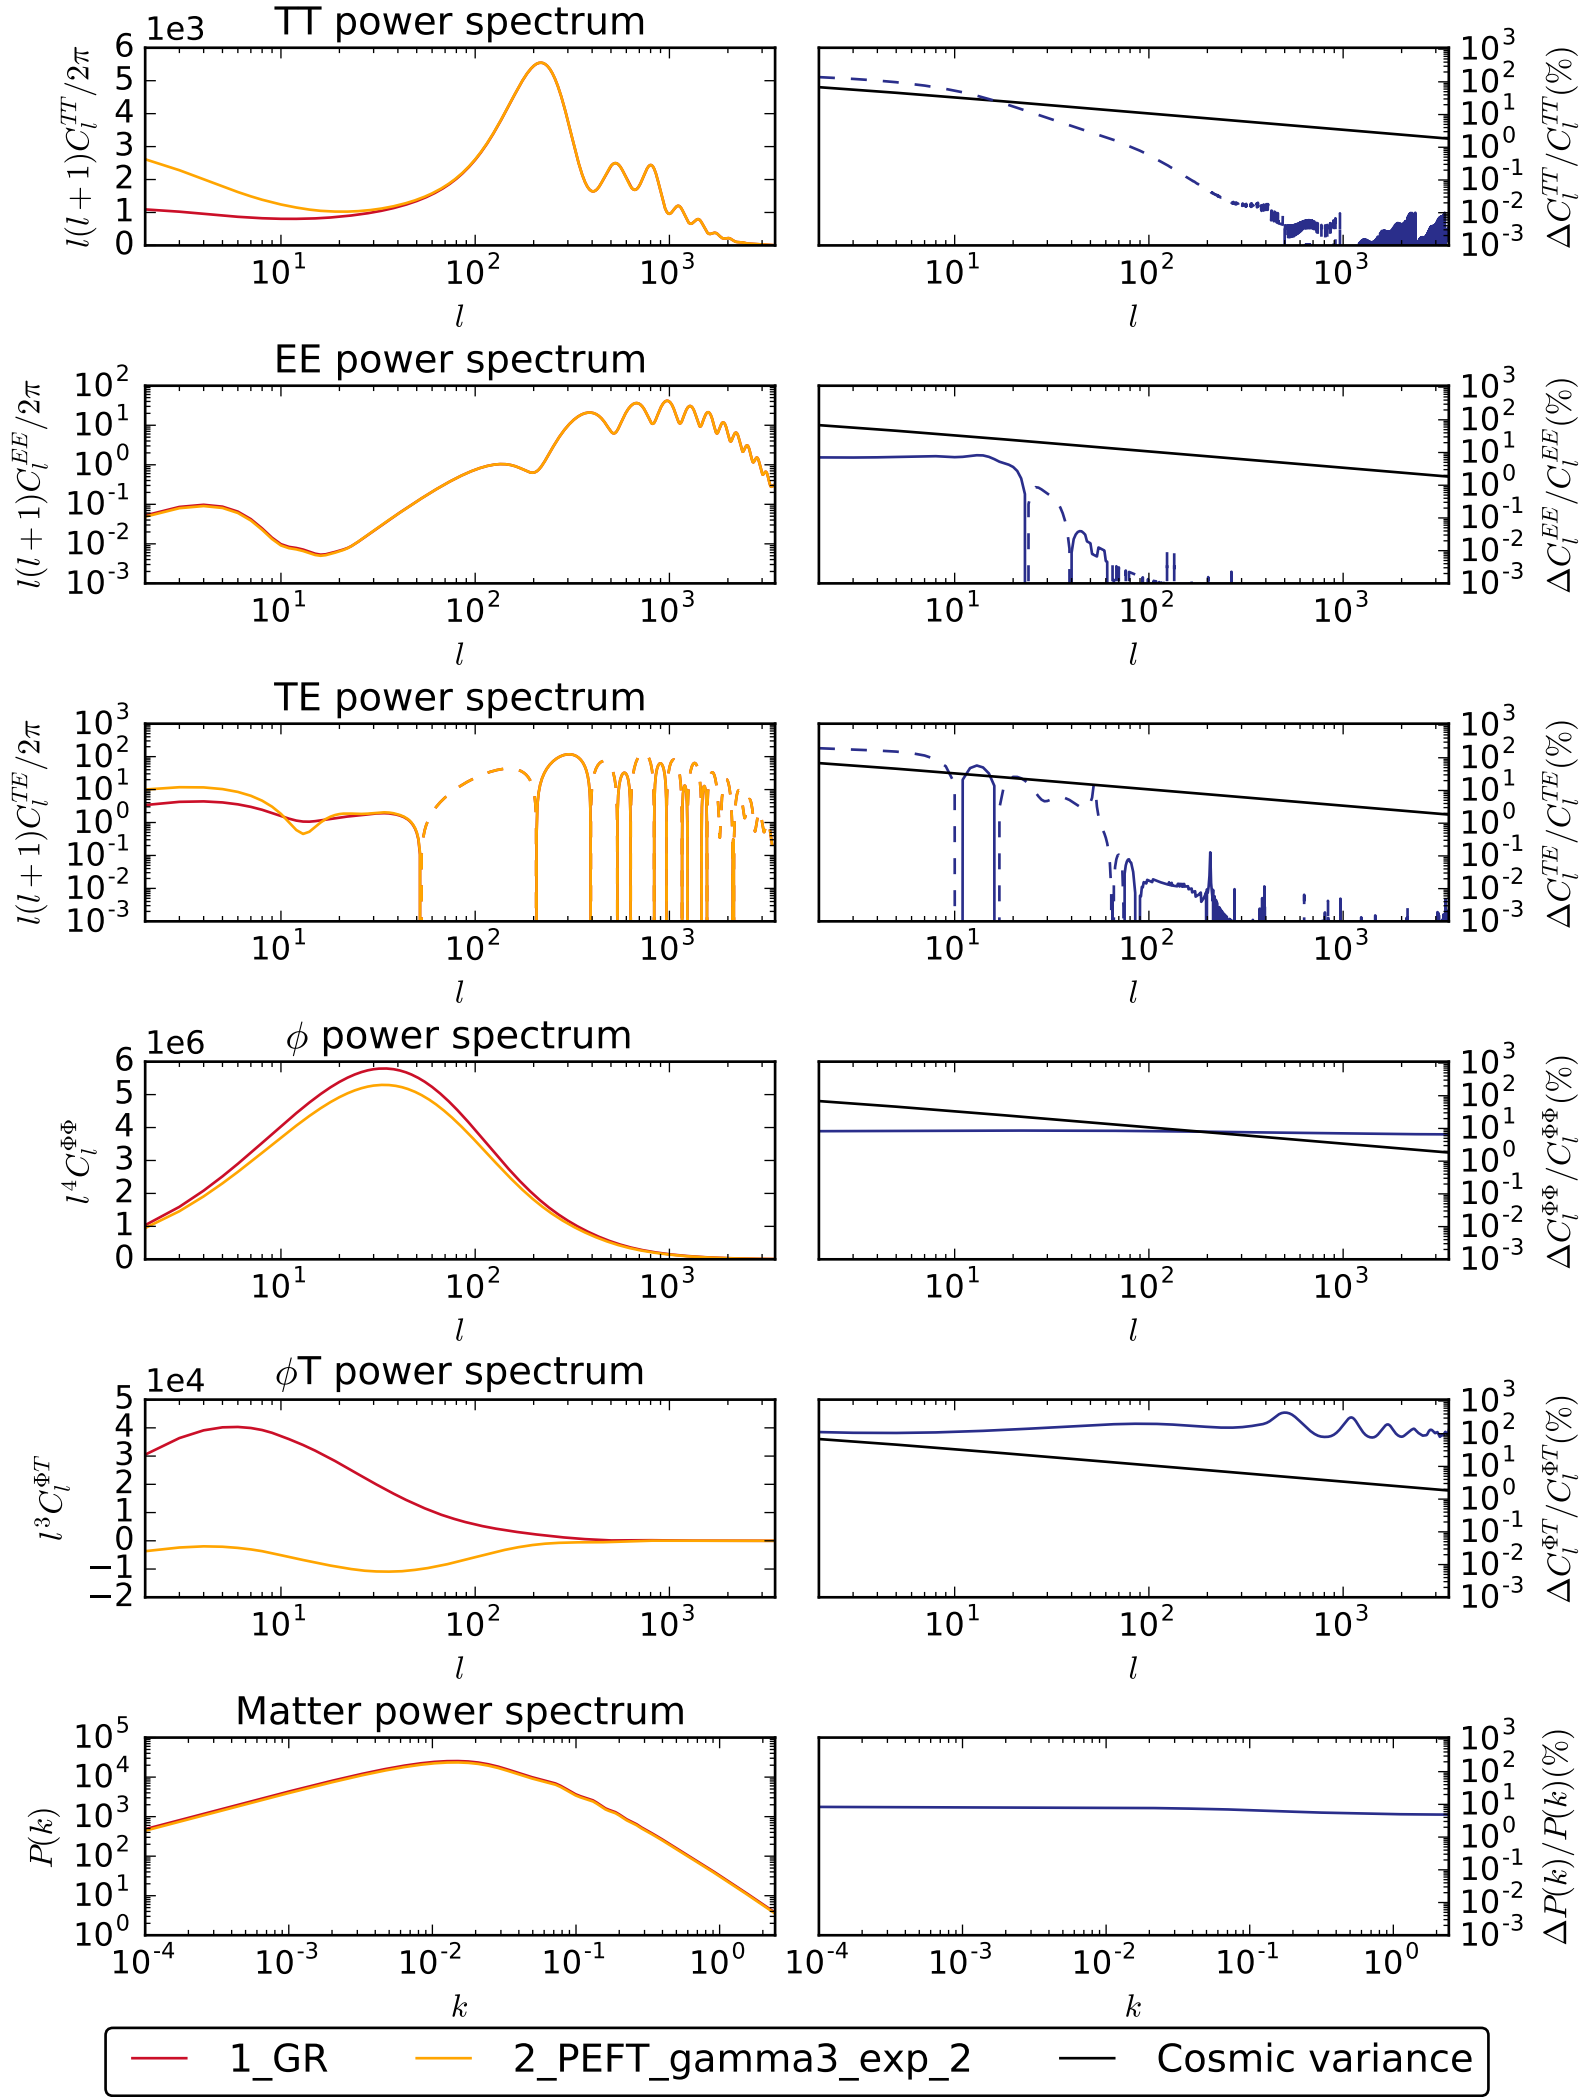 TT power spectrum
1e3
6
5
4
3
2
1
0
l(l+1)C_l^{TT}/2π
10^1 10^2 10^3
l
10^3
10^2
10^1
10^0
10^-1
10^-2
10^-3
ΔC_l^{TT}/C_l^{TT}(%)
10^1 10^2 10^3
l
EE power spectrum
10^2
10^1
10^0
10^-1
10^-2
10^-3
l(l+1)C_l^{EE}/2π
10^1 10^2 10^3
l
10^3
10^2
10^1
10^0
10^-1
10^-2
10^-3
ΔC_l^{EE}/C_l^{EE}(%)
10^1 10^2 10^3
l
TE power spectrum
10^3
10^2
10^1
10^0
10^-1
10^-2
10^-3
l(l+1)C_l^{TE}/2π
10^1 10^2 10^3
l
10^3
10^2
10^1
10^0
10^-1
10^-2
10^-3
ΔC_l^{TE}/C_l^{TE}(%)
10^1 10^2 10^3
l
ϕ power spectrum
1e6
6
5
4
3
2
1
0
l^4C_l^{ΦΦ}
10^1 10^2 10^3
l
10^3
10^2
10^1
10^0
10^-1
10^-2
10^-3
ΔC_l^{ΦΦ}/C_l^{ΦΦ}(%)
10^1 10^2 10^3
l
ϕT power spectrum
1e4
5
4
3
2
1
0
−1
−2
l^3C_l^{ΦT}
10^1 10^2 10^3
l
10^3
10^2
10^1
10^0
10^-1
10^-2
10^-3
ΔC_l^{ΦT}/C_l^{ΦT}(%)
10^1 10^2 10^3
l
Matter power spectrum
10^5
10^4
10^3
10^2
10^1
10^0
P(k)
10^-4 10^-3 10^-2 10^-1 10^0
k
10^3
10^2
10^1
10^0
10^-1
10^-2
10^-3
ΔP(k)/P(k)(%)
10^-4 10^-3 10^-2 10^-1 10^0
k
1_GR 2_PEFT_gamma3_exp_2 Cosmic variance